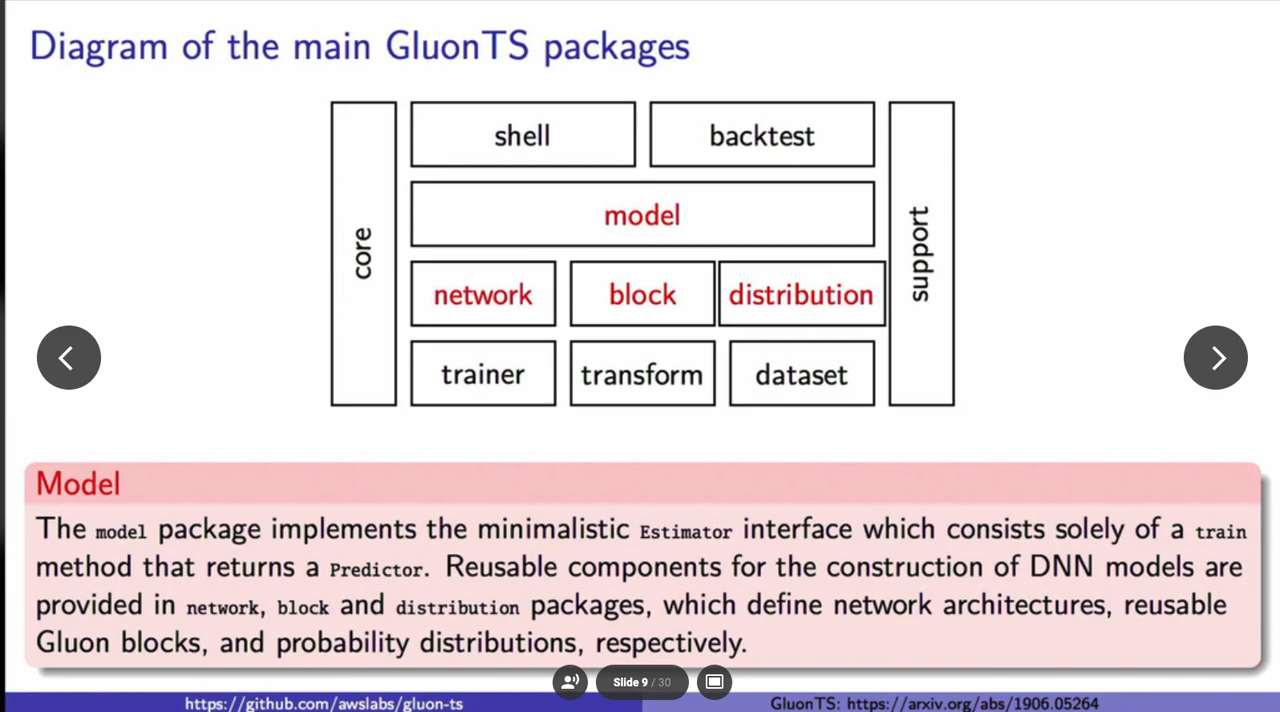 Diagram of the main GluonTS packages
core
shell
backtest
model
network
block
distribution
trainer
transform
dataset
support
Model
The model package implements the minimalistic Estimator interface which consists solely of a train
method that returns a Predictor. Reusable components for the construction of DNN models are
provided in network, block and distribution packages, which define network architectures, reusable
Gluon blocks, and probability distributions, respectively.
Slide 9 / 30
https://github.com/awslabs/gluon-ts
GluonTS: https://arxiv.org/abs/1906.05264